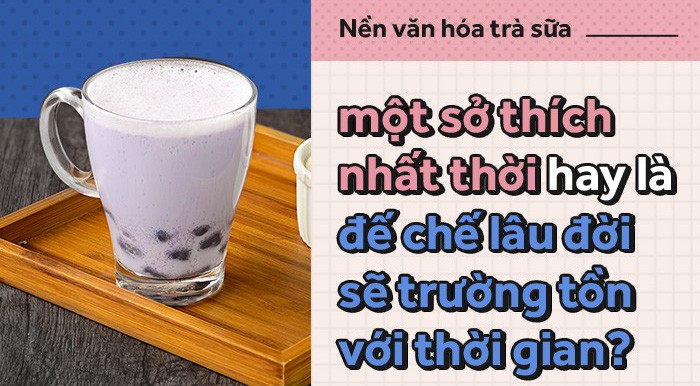 Nền văn hóa trà sữa
một sở thích
nhất thời hay là
đế chế lâu đời
sẽ trường tồn
với thời gian?